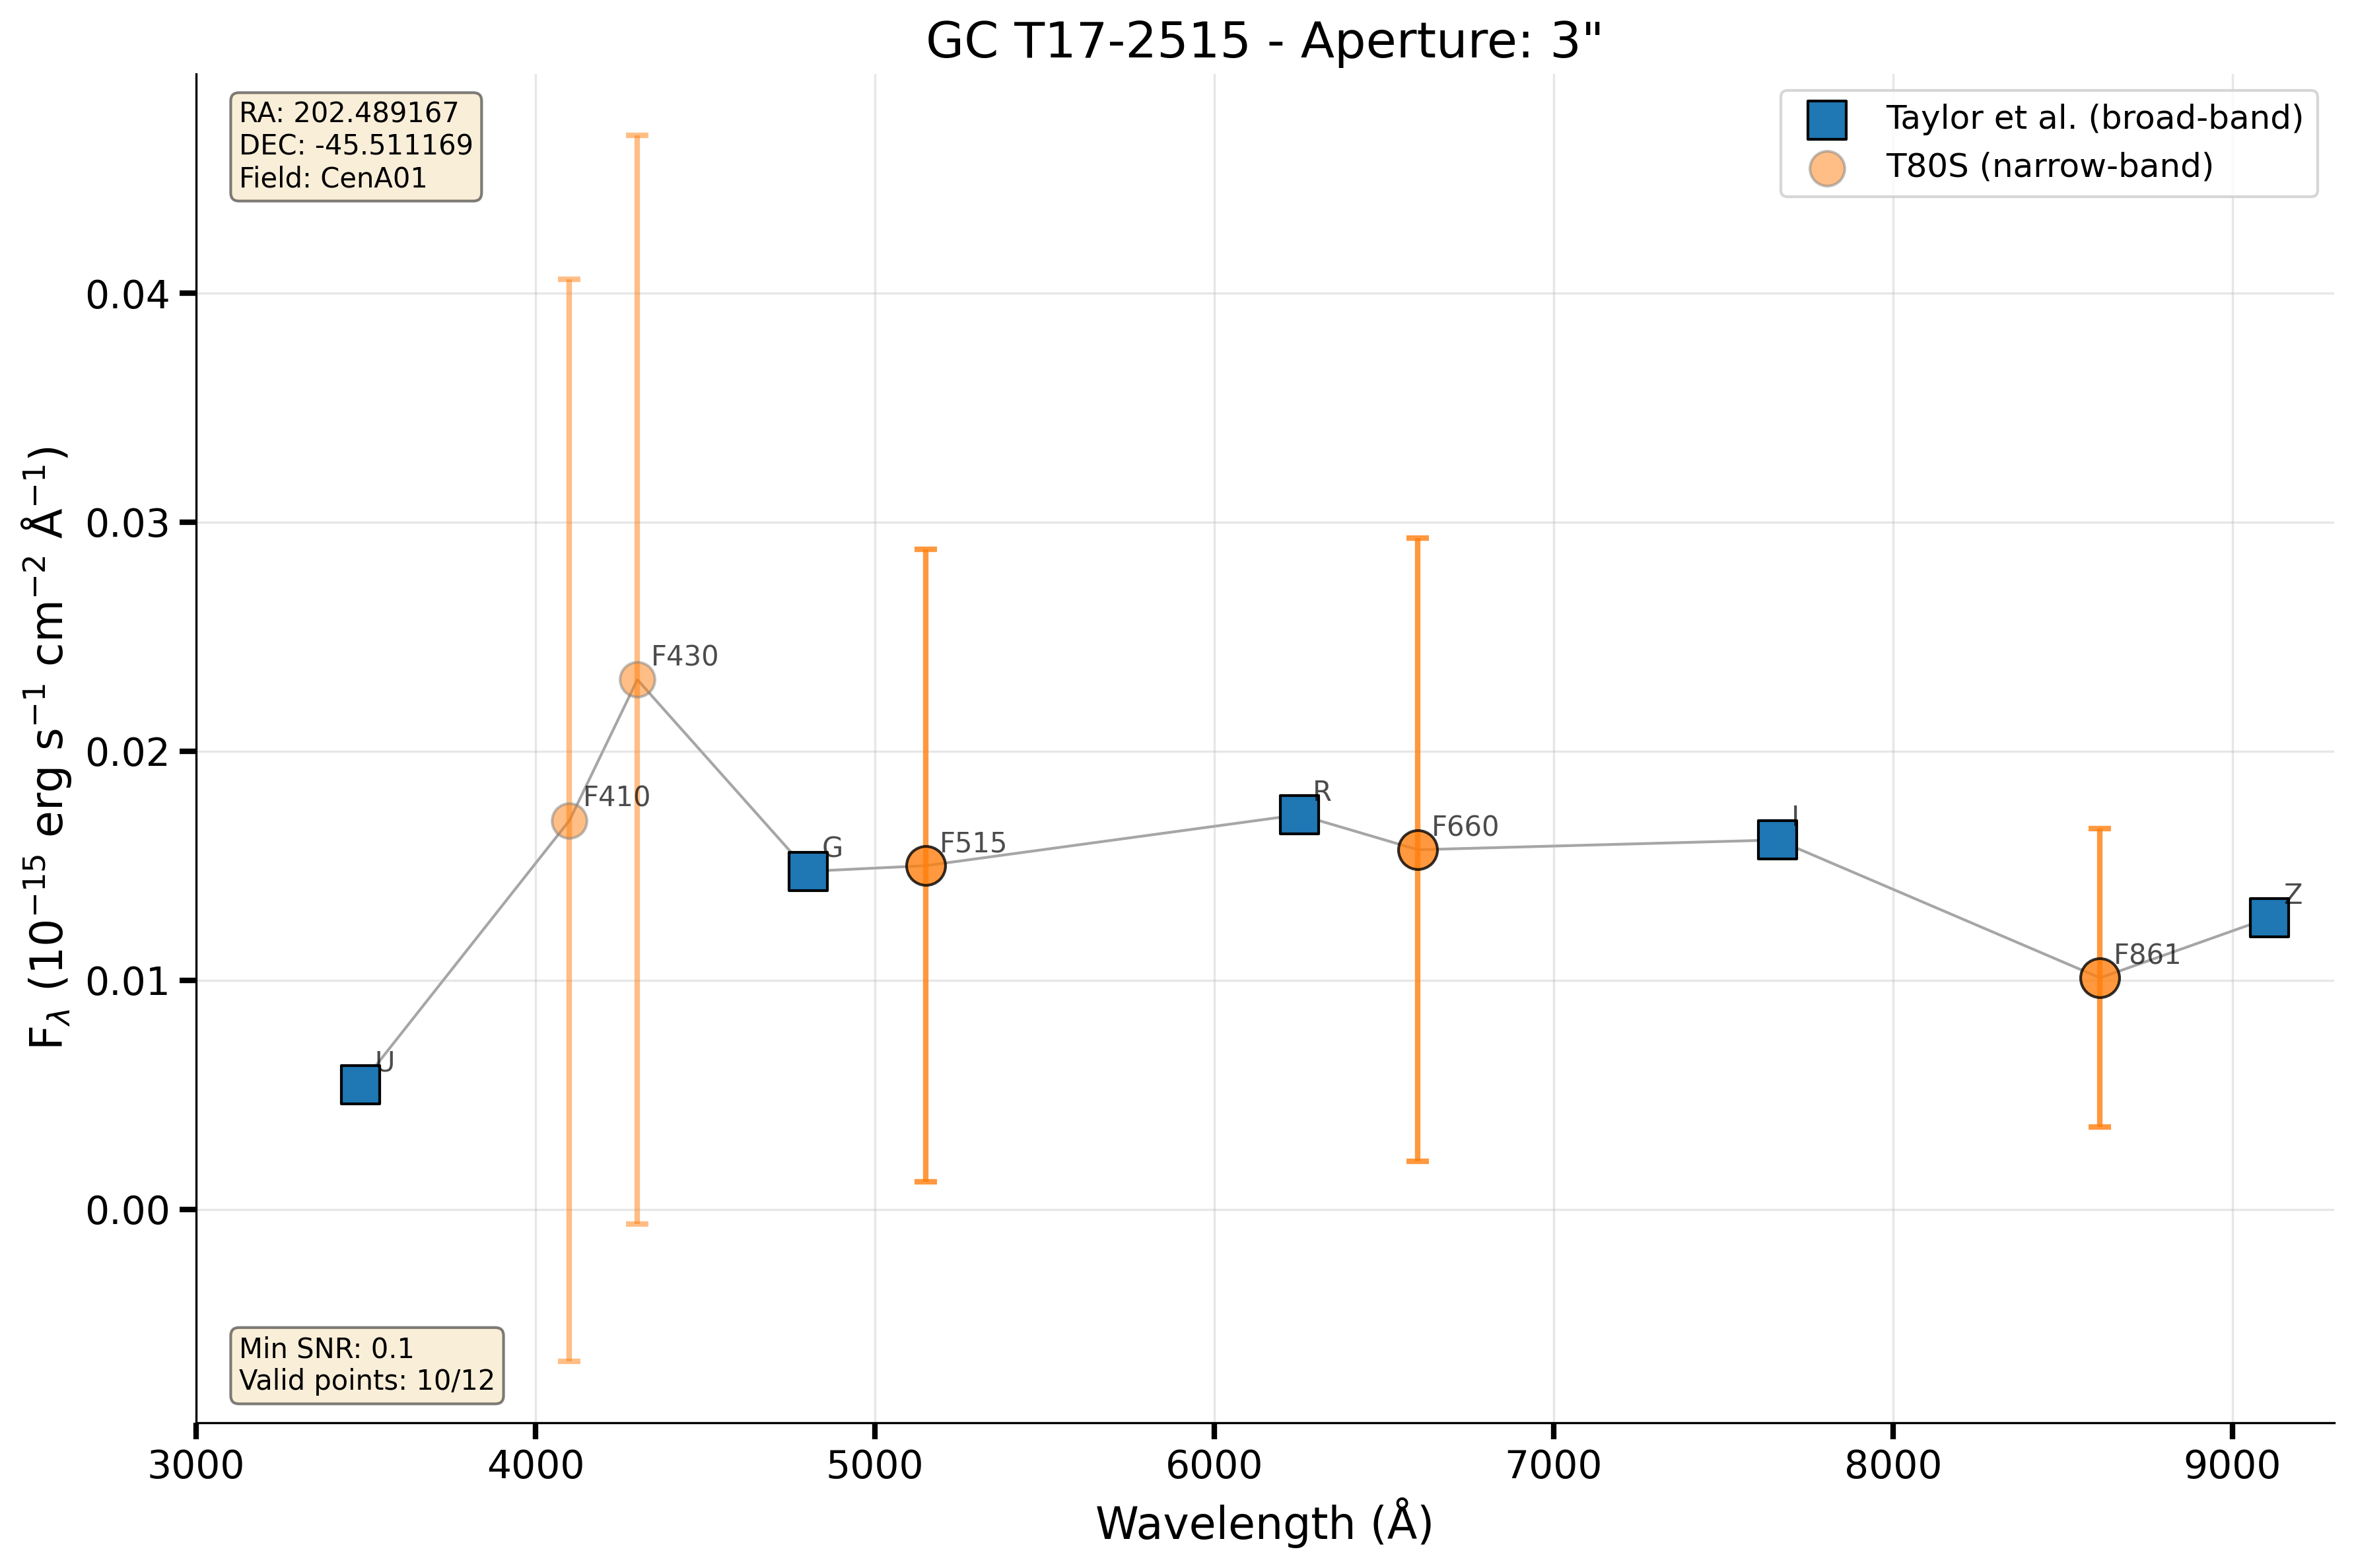 GC T17-2515 - Aperture: 3"
RA: 202.489167
DEC: -45.511169
Field: CenA01
Taylor et al. (broad-band)
T80S (narrow-band)
F_λ (10⁻¹⁵ erg s⁻¹ cm⁻² Å⁻¹)
0.04
0.03
0.02
0.01
0.00
U
F410
F430
G
F515
R
F660
I
F861
Z
Min SNR: 0.1
Valid points: 10/12
3000 4000 5000 6000 7000 8000 9000
Wavelength (Å)